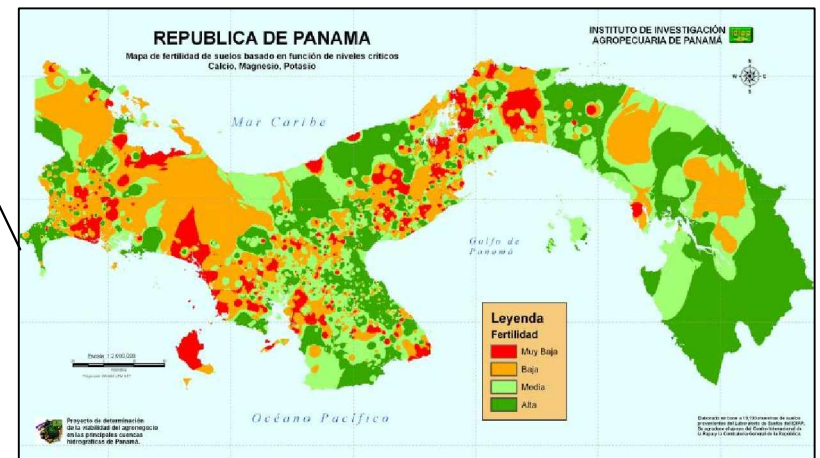 REPUBLICA DE PANAMA
Mapa de fertilidad de suelos basado en función de niveles críticos
Calcio, Magnesio, Potasio
INSTITUTO DE INVESTIGACIÓN
AGROPECUARIA DE PANAMÁ
Mar Caribe
Golfo de
Panamá
Océano Pacífico
Leyenda
Fertilidad
Muy Baja
Baja
Media
Alta
Proyecto de determinación
de la viabilidad del agronegocio
en las principales cuencas
hidrográficas de Panamá.